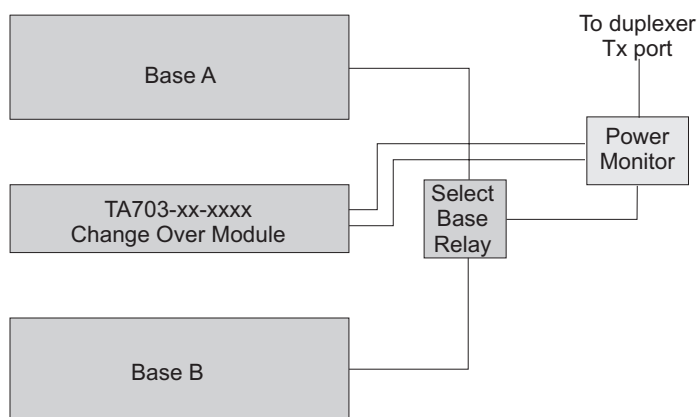 To duplexer
Tx port
Base A
Power
Monitor
TA703-xx-xxxx
Change Over Module
Select
Base
Relay
Base B